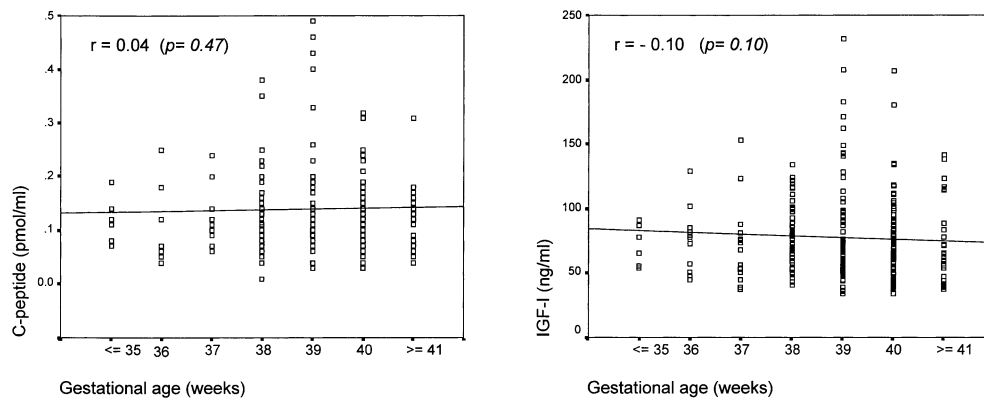 r = 0.04 (p= 0.47)
C-peptide (pmol/ml)
.5
.4
.3
.2
.1
0.0
<= 35 36 37 38 39 40 >= 41
Gestational age (weeks)
r = - 0.10 (p= 0.10)
IGF-I (ng/ml)
250
200
150
100
50
0
<= 35 36 37 38 39 40 >= 41
Gestational age (weeks)